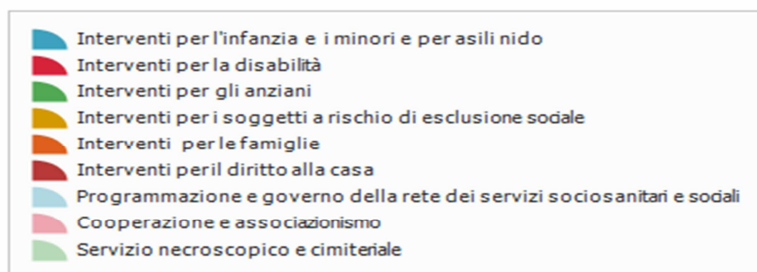 Interventi per l'infanzia e i minori e per asili nido
Interventi per la disabilità
Interventi per gli anziani
Interventi per i soggetti a rischio di esclusione sociale
Interventi per le famiglie
Interventi per il diritto alla casa
Programmazione e governo della rete dei servizi sociosanitari e sociali
Cooperazione e associazionismo
Servizio necroscopico e cimiteriale